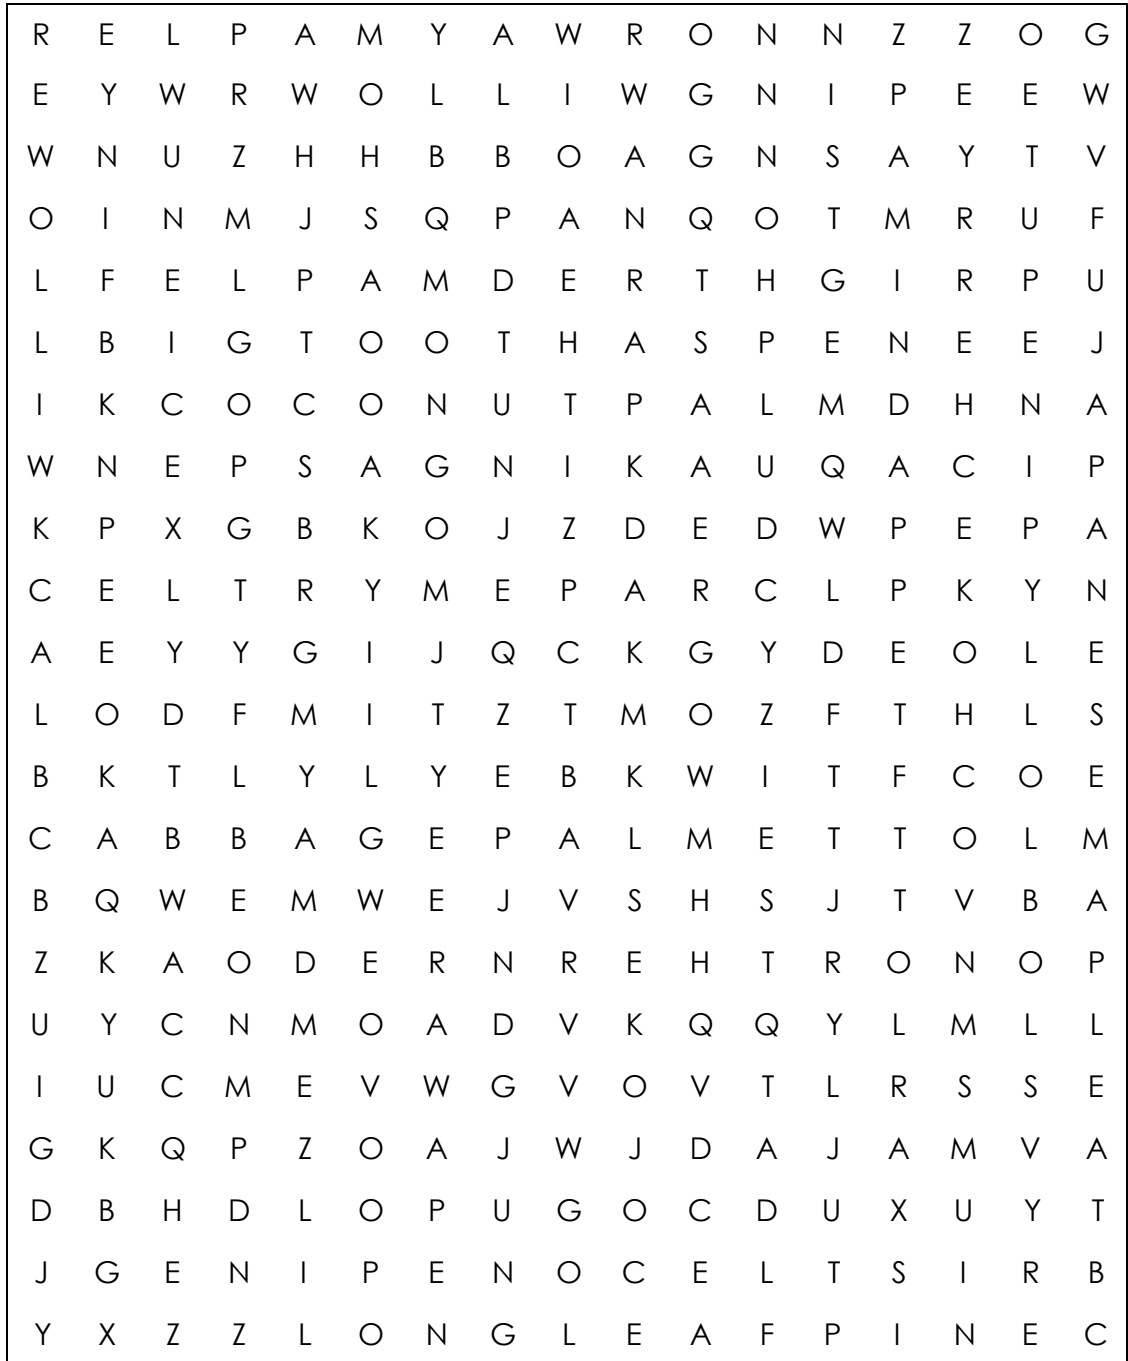 R E L P A M Y A W R O N N Z Z O G
E Y W R W O L L I W G N I P E E W
W N U Z H H B B O A G N S A Y T V
O I N M J S Q P A N Q O T M R U F
L F E L P A M D E R T H G I R P U
L B I G T O O T H A S P E N E E J
I K C O C O N U T P A L M D H N A
W N E P S A G N I K A U Q A C I P
K P X G B K O J Z D E D W P E P A
C E L T R Y M E P A R C L P K Y N
A E Y Y G I J Q C K G Y D E O L E
L O D F M I T Z T M O Z F T H L S
B K T L Y L Y E B K W I T F C O E
C A B B A G E P A L M E T T O L M
B Q W E M W E J V S H S J T V B A
Z K A O D E R N R E H T R O N O P
U Y C N M O A D V K Q Q Y L M L L
I U C M E V W G V O V T L R S S E
G K Q P Z O A J W J D A J A M V A
D B H D L O P U G O C D U X U Y T
J G E N I P E N O C E L T S I R B
Y X Z Z L O N G L E A F P I N E C